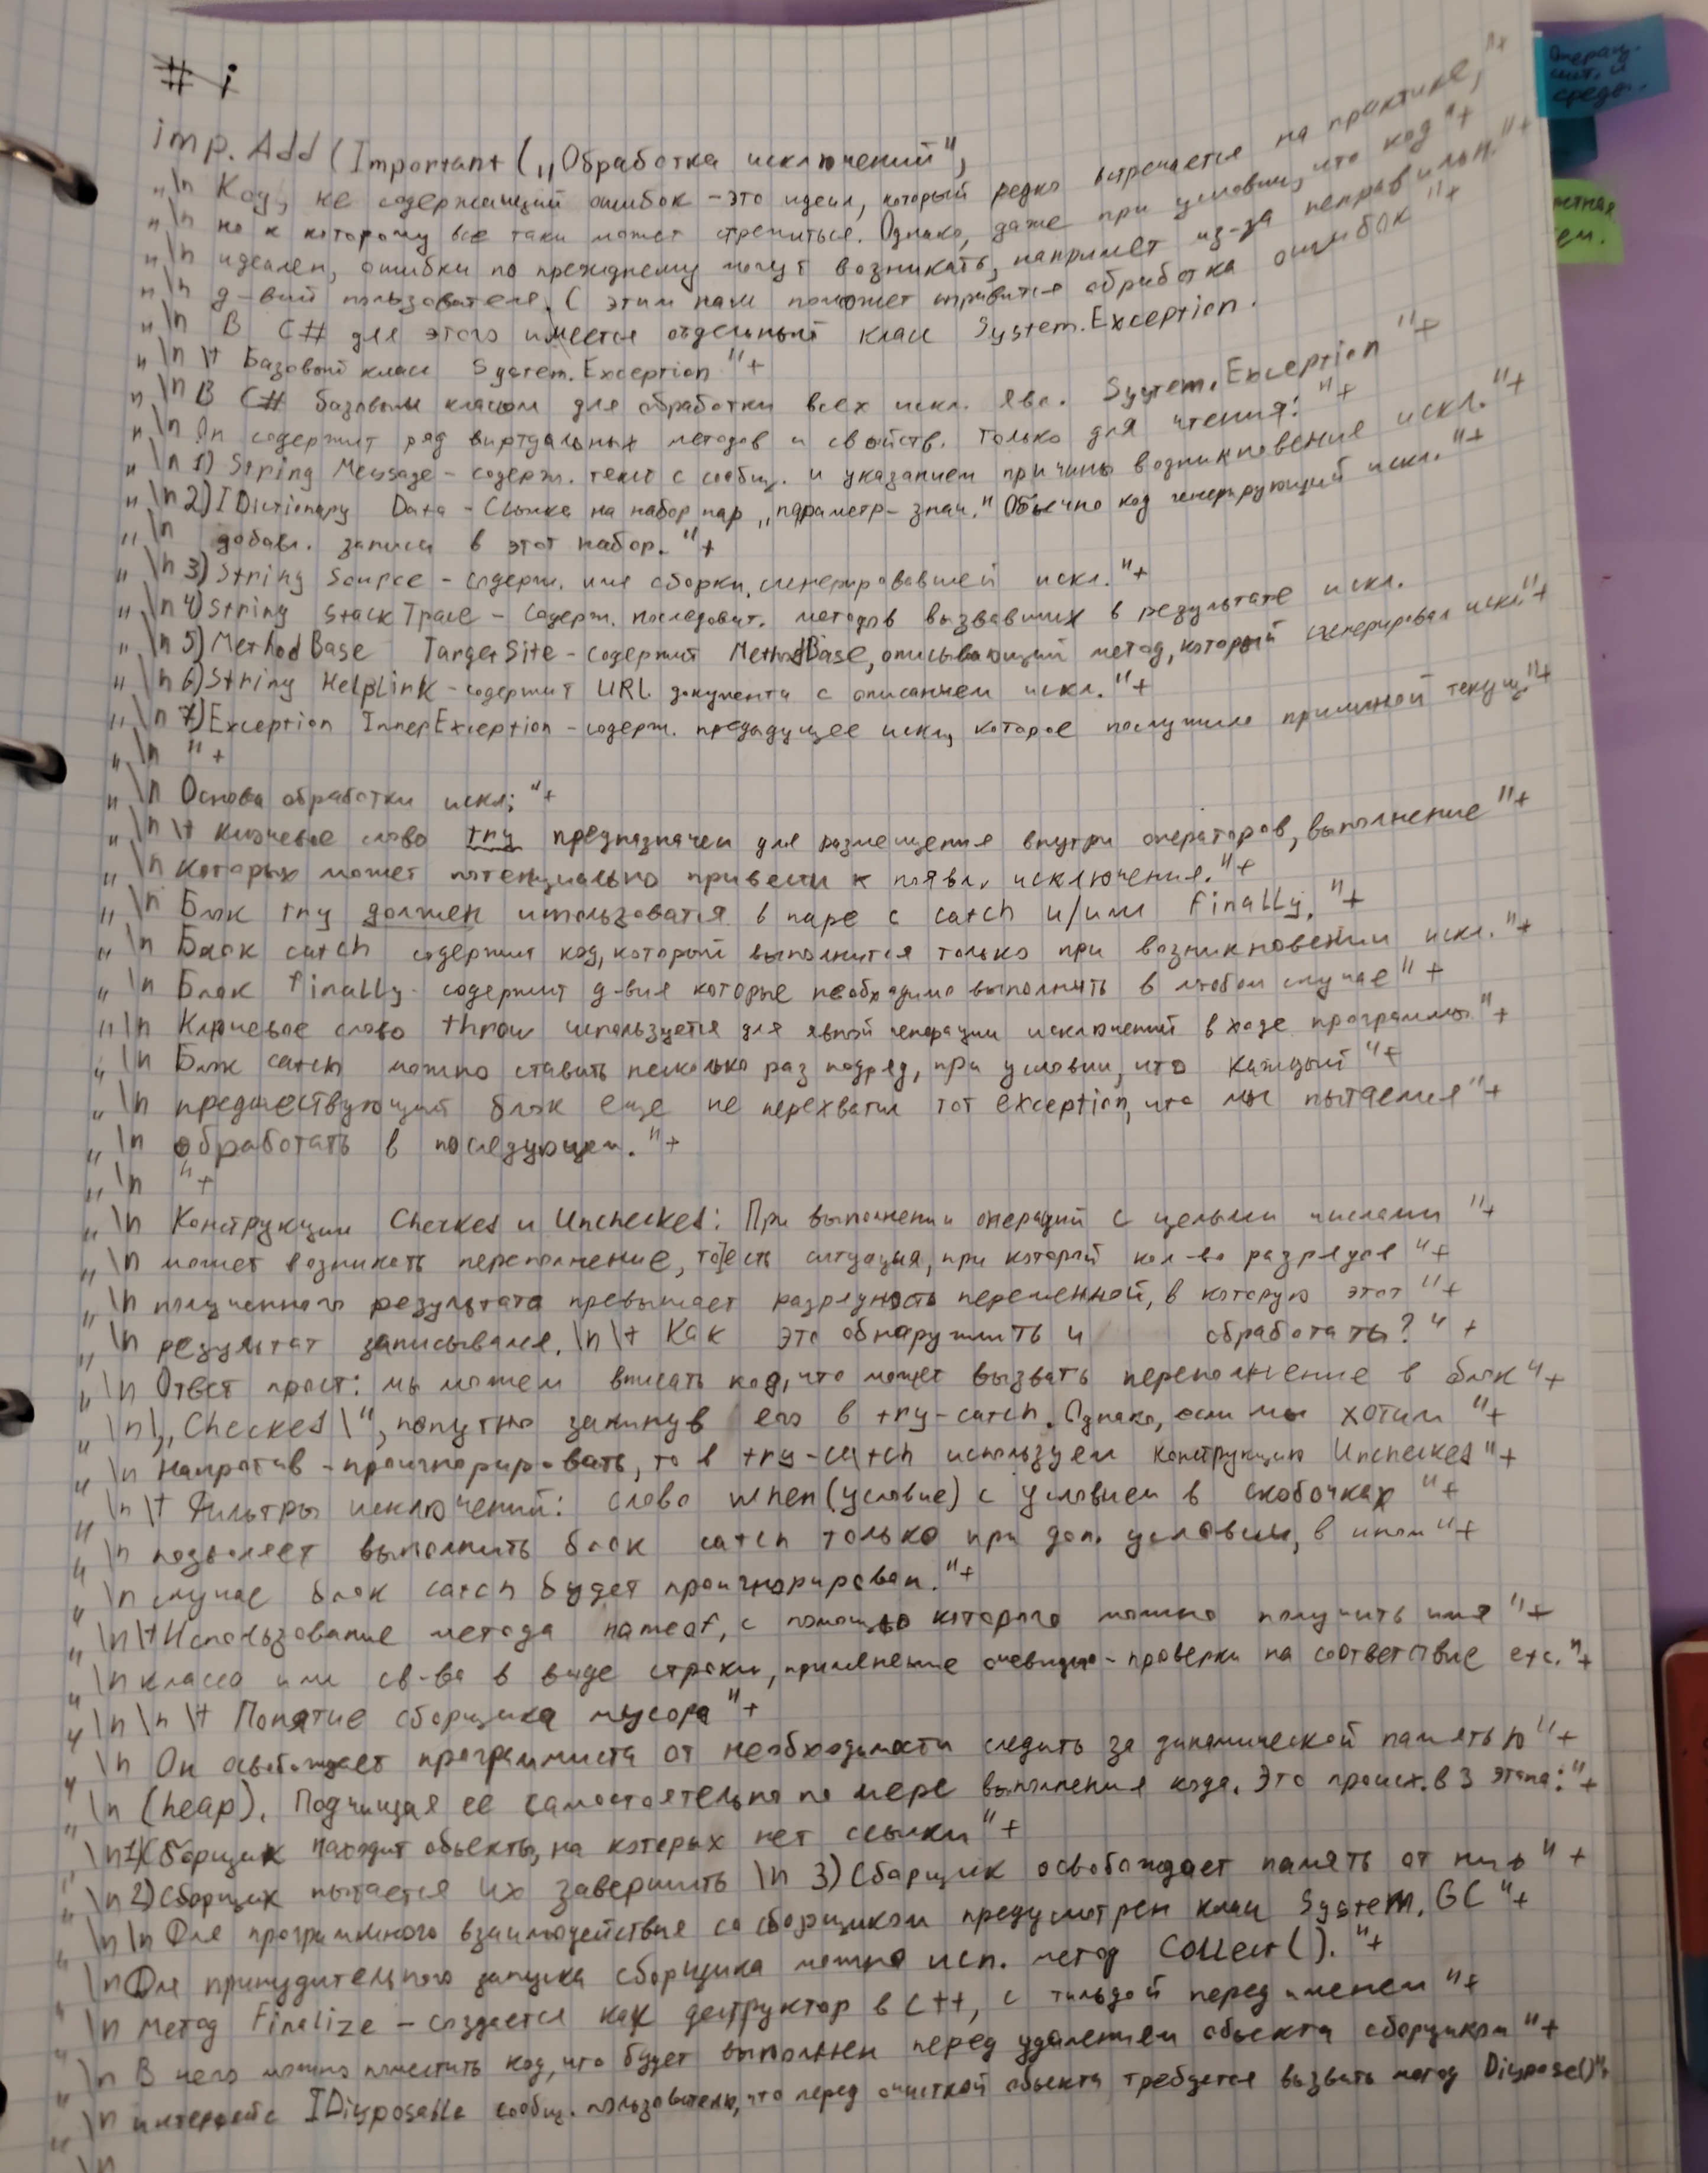 # i
imp.Add(Important(„Обработка исключений",
„\n Код, не содержащий ошибок - это идеал, который редко встречается на практике,"+
„\n но к которому все таки может стремиться. Однако, даже при условии, что код "+
„\n идеален, ошибки по прежднему могут возникать, например из-за неправильн."+
„\n д-вий пользователя. С этим нам поможет справится обработка ошибок "+
„\n В C# для этого имеется отдельный класс System.Exception.
„\n \t Базовый класс System.Exception "+
„\n В C# базовым класом для обработки всех искл. явл. System.Exception "+
„\n Он содержит ряд виртуальных методов и свойств. только для чтения: "+
„\n 1) String Message - содерж. текст с сообщ. и указанием причины возникновение искл. "+
„\n 2) IDictionary Data - Ссылка на набор пар „параметр - знач." Обычно код генерирующий искл. "+
„\n добавл. записи в этот набор. "+
„\n 3) String Source - содерж. имя сборки, сгенерировавшей искл. "+
„\n 4) String StackTrace - Содерж. последоват. методов вызвавших в результате искл.
„\n 5) MethodBase TargetSite - содержит MethodBase, описывающий метод, который сгенерировал искл."+
„\n 6) String HelpLink - содержит URL документа с описанием искл. "+
„\n 7) Exception InnerException - содерж. предыдущее искл, которое послужило причиной текущ."+
„\n "+
„\n Основа обработки искл; "+
„\n \t Ключевое слово try предназначен для размещения внутри операторов, выполнение "+
„\n которых может потенциально привести к появл. исключения. "+
„\n Блок try должен использоватся в паре с catch и/или finally. "+
„\n Блок catch содержит код, который выполнится только при возникновении искл. "+
„\n Блок finally - содержит д-вия которые необходимо выполнить в любом случае "+
„\n Ключевое слово throw используется для явной генерации исключений в ходе программы "+
„\n Блок catch можно ставить несколько раз подряд, при условии, что каждый "+
„\n предшествующий блок еще не перехватил тот exception, что мы пытаемся "+
„\n обработать в последующем. "+
„\n "+
„\n Конструкции Checked и Unchecked: При выполнении операций с целыми числами "+
„\n может возникать переполнение, то есть ситуация, при которой кол-во разрядов "+
„\n полученного результата превышает разрядность переменной, в которую этот "+
„\n результат записывался. \n \t Как это обнаружить и обработать? "+
„\n Ответ прост: мы можем вписать код, что может вызвать переполнение в блок "+
„\n \„Checked\", попутно закинув его в try-catch. Однако, если мы хотим "+
„\n напротив - проигнорировать, то в try-catch используем конструкцию Unchecked "+
„\n \t Фильтры исключений: слово when(условие) с условием в скобочках "+
„\n позволяет выполнить блок catch только при доп. условии, в ином "+
„\n случае блок catch будет проигнорирован. "+
„\n \t Использование метода nameof, с помощью которого можно получить имя "+
„\n класса или св-ва в виде строки, применение очевидно - проверки на соответствие etc. "+
„\n \n \t Понятие сборщика мусора "+
„\n Он освобождает программиста от необходимости следить за динамической памятью "+
„\n (heap). Подчищая ее самостоятельно по мере выполнения кода. Это происх. в 3 этапа: "+
„\n 1) Сборщик находит объекты, на которых нет ссылки "+
„\n 2) Сборщик пытается их завершить \n 3) Сборщик освобождает память от них "+
„\n \n Для программного взаимодействия со сборщиком предусмотрен класс System.GC "+
„\n Для принудительного запуска сборщика можно исп. метод Collect(). "+
„\n Метод Finalize - создается как деструктор в C++, с тильдой перед именем "+
„\n В него можно поместить код, что будет выполнен перед удалением объекта сборщиком "+
„\n интерфейс IDisposable сообщ. пользователю, что перед очисткой объекта требуется вызвать метод Dispose()"+
\n
Операц.
сист. и
среды.